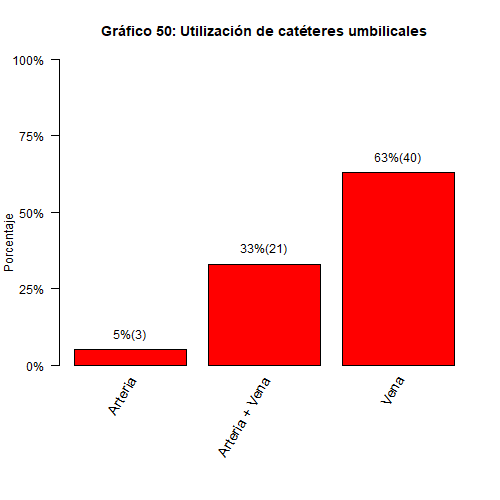 Gráfico 50: Utilización de catéteres umbilicales
100%
75%
50%
25%
0%
Porcentaje
5%(3)
33%(21)
63%(40)
Arteria
Arteria + Vena
Vena